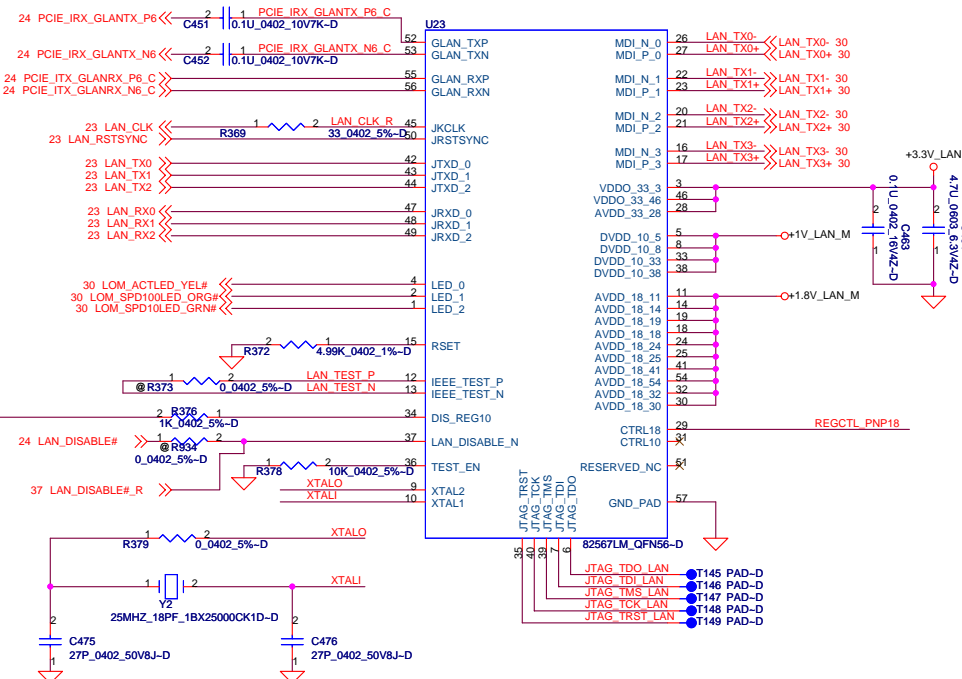 U23
24 PCIE_IRX_GLANTX_P6
2 1
C451
PCIE_IRX_GLANTX_P6_C
0.1U_0402_10V7K~D
24 PCIE_IRX_GLANTX_N6
2 1
C452
PCIE_IRX_GLANTX_N6_C
0.1U_0402_10V7K~D
24 PCIE_ITX_GLANRX_P6_C
24 PCIE_ITX_GLANRX_N6_C
23 LAN_CLK
1 2
R369
LAN_CLK_R
33_0402_5%~D
23 LAN_RSTSYNC
23 LAN_TX0
23 LAN_TX1
23 LAN_TX2
23 LAN_RX0
23 LAN_RX1
23 LAN_RX2
30 LOM_ACTLED_YEL#
30 LOM_SPD100LED_ORG#
30 LOM_SPD10LED_GRN#
2 1
R372
4.99K_0402_1%~D
1 2
@R373
0_0402_5%~D
LAN_TEST_P
LAN_TEST_N
2 1
R376
1K_0402_5%~D
24 LAN_DISABLE#
1 2
@R934
0_0402_5%~D
2 1
R378
10K_0402_5%~D
37 LAN_DISABLE#_R
XTALO
XTALI
52 GLAN_TXP
53 GLAN_TXN
55 GLAN_RXP
56 GLAN_RXN
45 JKCLK
50 JRSTSYNC
42 JTXD_0
43 JTXD_1
44 JTXD_2
47 JRXD_0
48 JRXD_1
49 JRXD_2
4 LED_0
2 LED_1
1 LED_2
15 RSET
12 IEEE_TEST_P
13 IEEE_TEST_N
34 DIS_REG10
37 LAN_DISABLE_N
36 TEST_EN
9 XTAL2
10 XTAL1
MDI_N_0 26 LAN_TX0- LAN_TX0- 30
MDI_P_0 27 LAN_TX0+ LAN_TX0+ 30
MDI_N_1 22 LAN_TX1- LAN_TX1- 30
MDI_P_1 23 LAN_TX1+ LAN_TX1+ 30
MDI_N_2 20 LAN_TX2- LAN_TX2- 30
MDI_P_2 21 LAN_TX2+ LAN_TX2+ 30
MDI_N_3 16 LAN_TX3- LAN_TX3- 30
MDI_P_3 17 LAN_TX3+ LAN_TX3+ 30
VDDO_33_3 3
VDDO_33_46 46
AVDD_33_28 28
DVDD_10_5 5
DVDD_10_8 8
DVDD_10_33 33
DVDD_10_38 38
AVDD_18_11 11
AVDD_18_14 14
AVDD_18_19 19
AVDD_18_18 18
AVDD_18_24 24
AVDD_18_25 25
AVDD_18_41 41
AVDD_18_54 54
AVDD_18_32 32
AVDD_18_30 30
CTRL18 29 REGCTL_PNP18
CTRL10 31
RESERVED_NC 51
GND_PAD 57
+3.3V_LAN
+1V_LAN_M
+1.8V_LAN_M
2 1
C463
0.1U_0402_16V4Z~D
2 1
4.7U_0603_6.3V4Z~D
JTAG_TRST 35
JTAG_TCK 40
JTAG_TMS 39
JTAG_TDI 7
JTAG_TDO 6
82567LM_QFN56~D
JTAG_TDO_LAN T145 PAD~D
JTAG_TDI_LAN T146 PAD~D
JTAG_TMS_LAN T147 PAD~D
JTAG_TCK_LAN T148 PAD~D
JTAG_TRST_LAN T149 PAD~D
1 2
R379
0_0402_5%~D
XTALO
1 2
Y2
XTALI
25MHZ_18PF_1BX25000CK1D~D
2 1
C475
27P_0402_50V8J~D
2 1
C476
27P_0402_50V8J~D